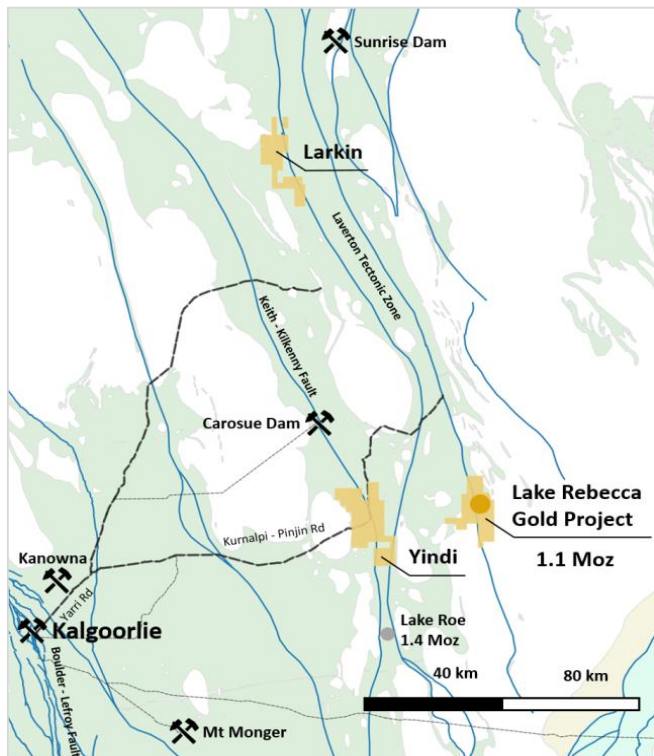 Sunrise Dam
Larkin
Laverton Tectonic Zone
Keith - Kilkenny Fault
Carosue Dam
Lake Rebecca
Gold Project
1.1 Moz
Kurnalpi - Pinjin Rd
Yindi
Kanowna
Yarri Rd
Kalgoorlie
Lake Roe
1.4 Moz
Boulder - Lefroy Fault
40 km
80 km
Mt Monger